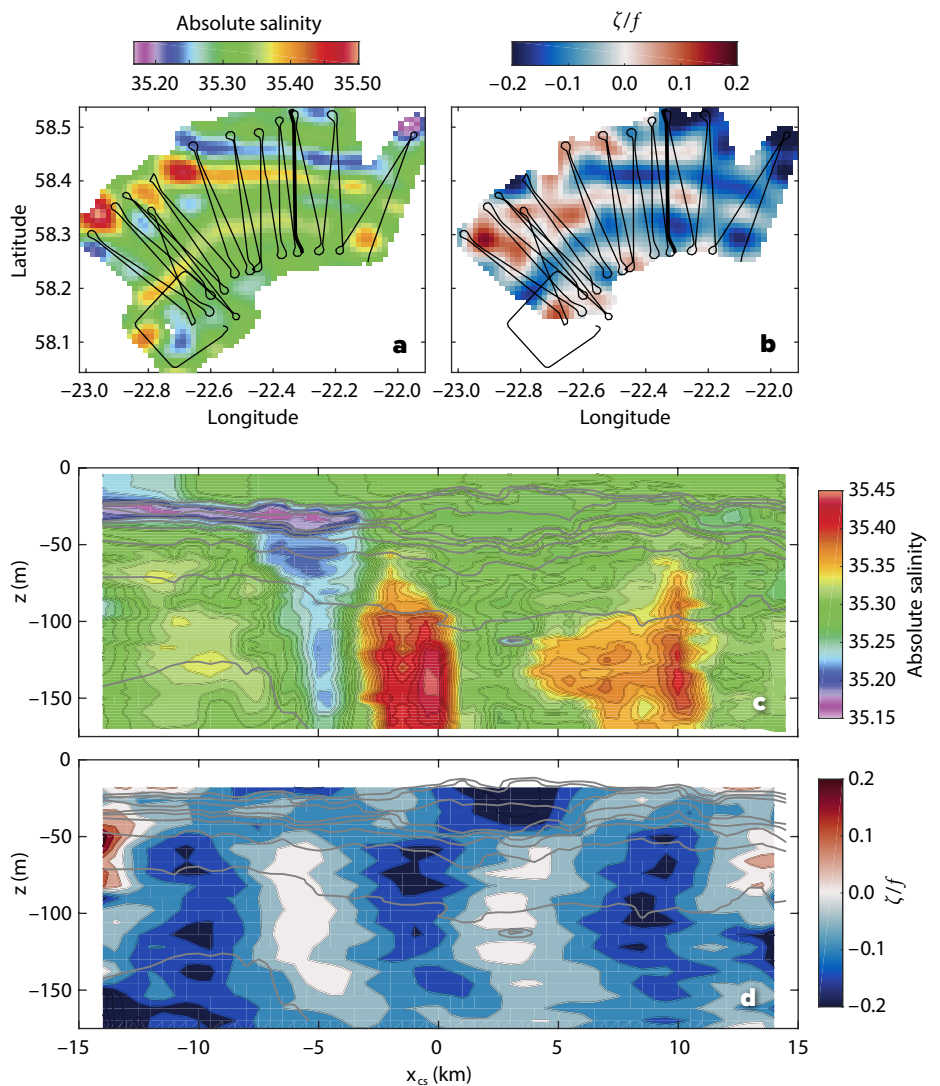 Absolute salinity
35.20 35.30 35.40 35.50
ζ/f
−0.2 −0.1 0.0 0.1 0.2
Latitude
58.5
58.4
58.3
58.2
58.1
a
−23.0 −22.8 −22.6 −22.4 −22.2 −22.0
Longitude
b
−23.0 −22.8 −22.6 −22.4 −22.2 −22.0
Longitude
z (m)
0
−50
−100
−150
c
35.45
35.40
35.35
35.30
35.25
35.20
35.15
Absolute salinity
z (m)
0
−50
−100
−150
d
0.2
0.1
0.0
−0.1
−0.2
ζ/f
−15 −10 −5 0 5 10 15
xcs (km)